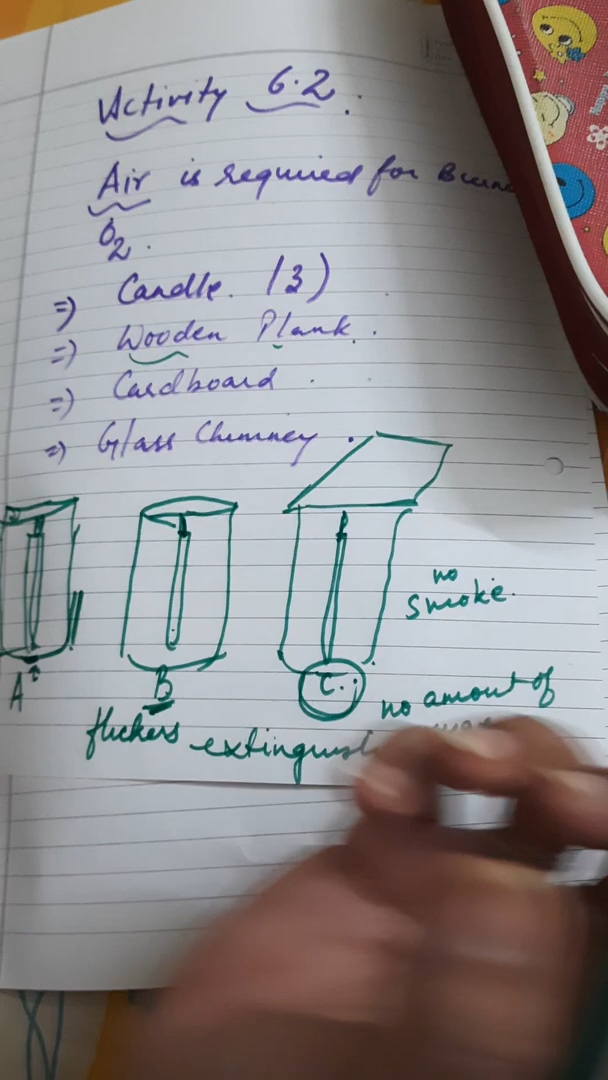 Activity 6.2.
Air is required for
O2.
=> Candle. (3)
=> Wooden Plank.
=> Cardboard.
=> Glass Chimney.
no
smoke.
A
B
C.
no amount of
flickers extinguish